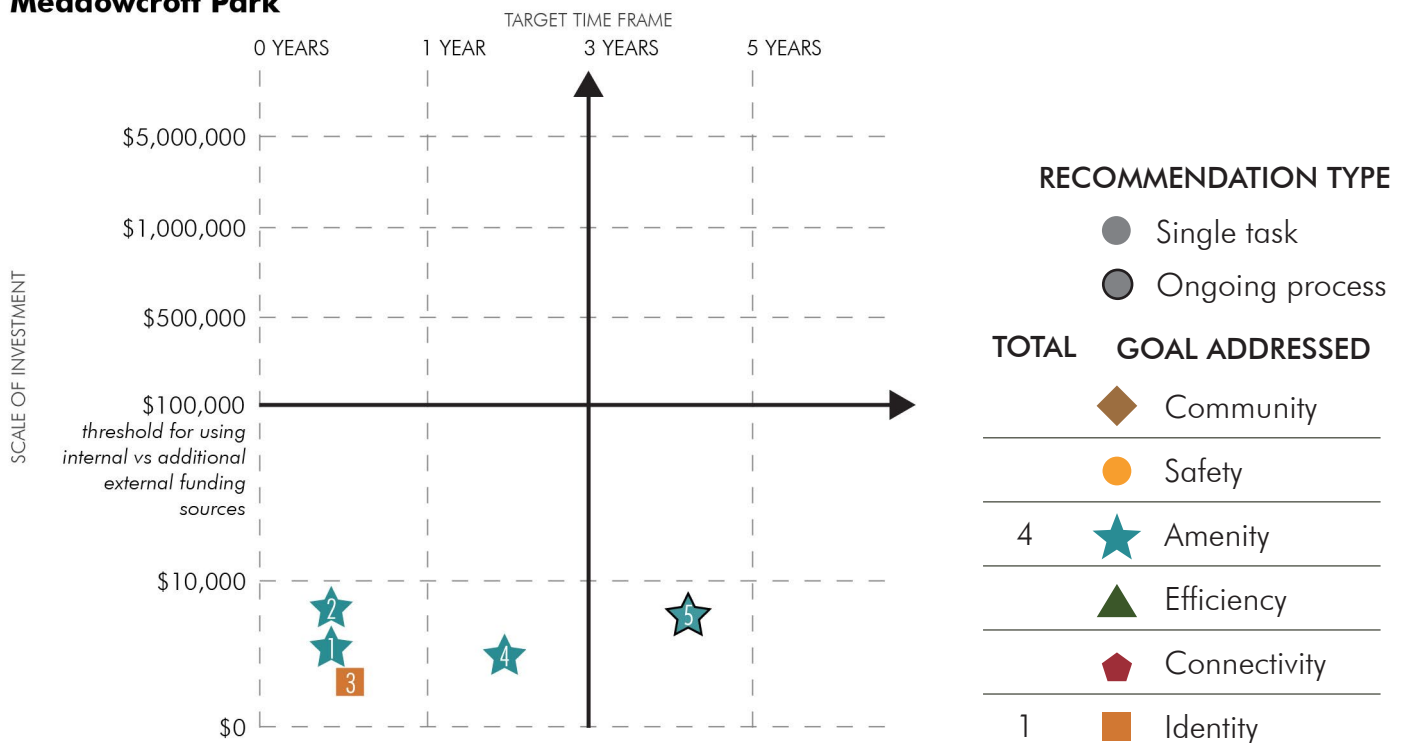 Meadowcroft Park
TARGET TIME FRAME
0 YEARS
1 YEAR
3 YEARS
5 YEARS
SCALE OF INVESTMENT
$5,000,000
$1,000,000
$500,000
$100,000
threshold for using
internal vs additional
external funding
sources
$10,000
$0
2
1
3
4
5
RECOMMENDATION TYPE
Single task
Ongoing process
TOTAL GOAL ADDRESSED
Community
Safety
4 Amenity
Efficiency
Connectivity
1 Identity